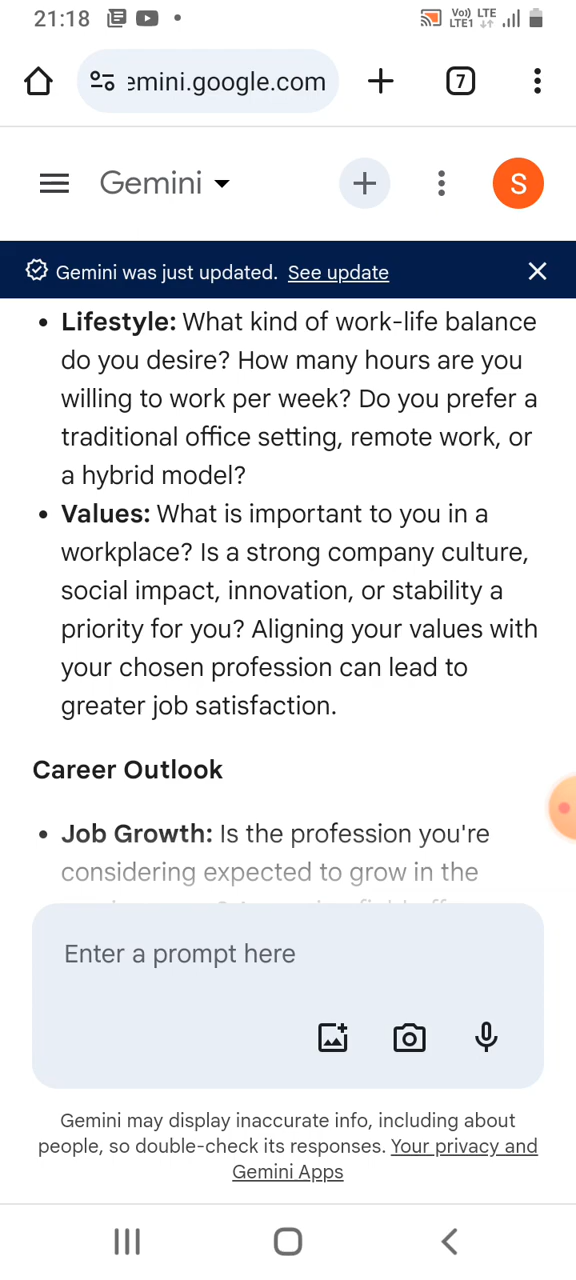 21:18
Vo)) LTE
LTE1
emini.google.com
7
Gemini
S
Gemini was just updated. See update
• Lifestyle: What kind of work-life balance
do you desire? How many hours are you
willing to work per week? Do you prefer a
traditional office setting, remote work, or
a hybrid model?
• Values: What is important to you in a
workplace? Is a strong company culture,
social impact, innovation, or stability a
priority for you? Aligning your values with
your chosen profession can lead to
greater job satisfaction.
Career Outlook
• Job Growth: Is the profession you're
considering expected to grow in the
Enter a prompt here
Gemini may display inaccurate info, including about
people, so double-check its responses. Your privacy and
Gemini Apps